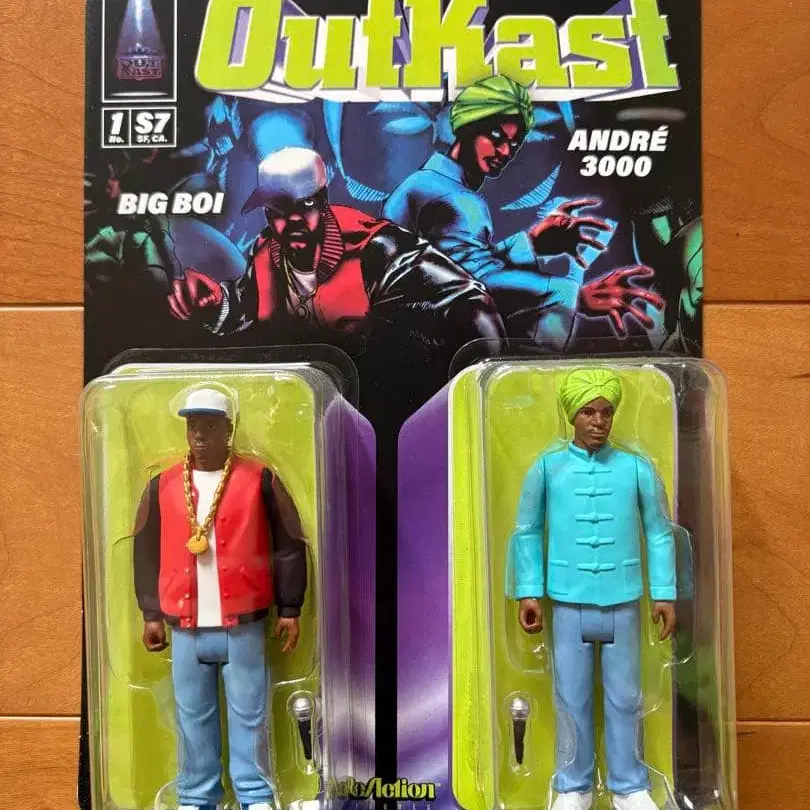 OutKast
1 S7
No. SF, CA.
BIG BOI
ANDRÉ
3000
ReAction